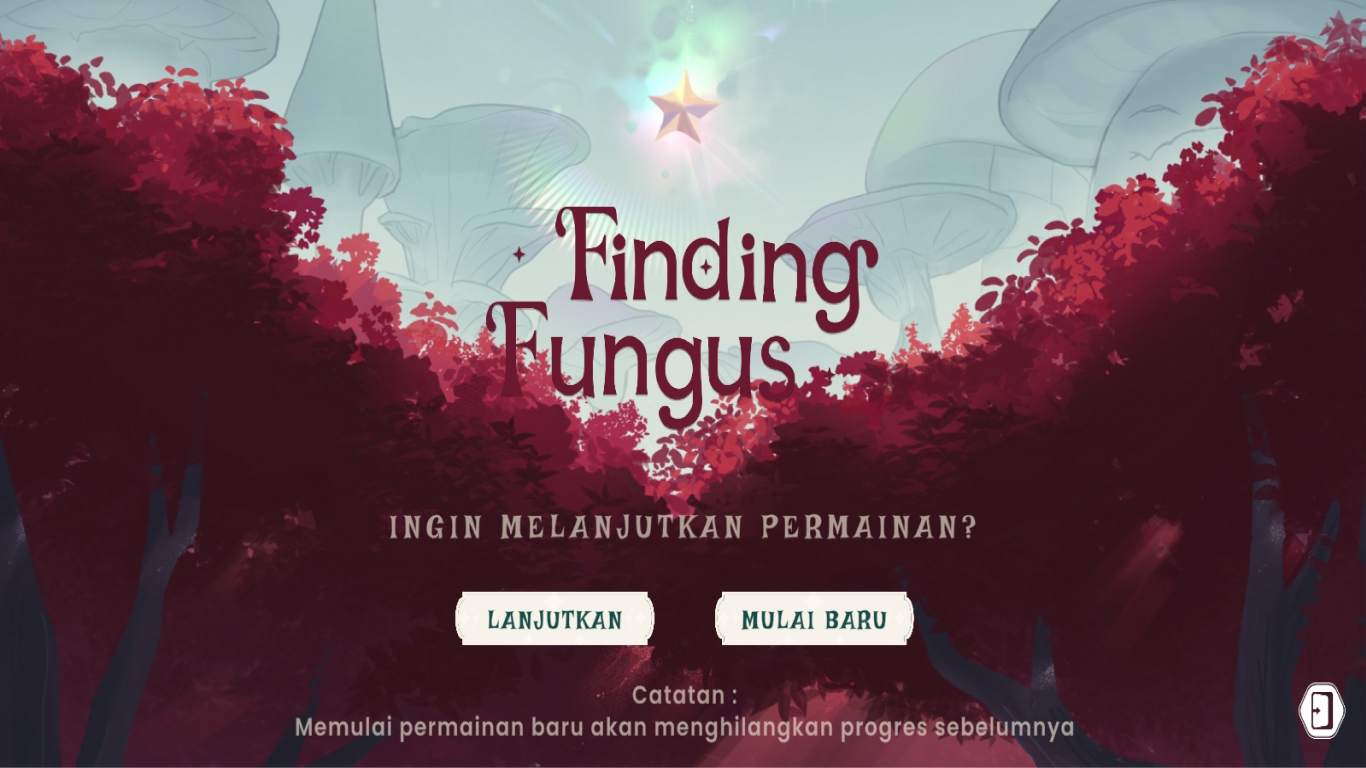 Finding
Fungus
INGIN MELANJUTKAN PERMAINAN?
LANJUTKAN
MULAI BARU
Catatan :
Memulai permainan baru akan menghilangkan progres sebelumnya